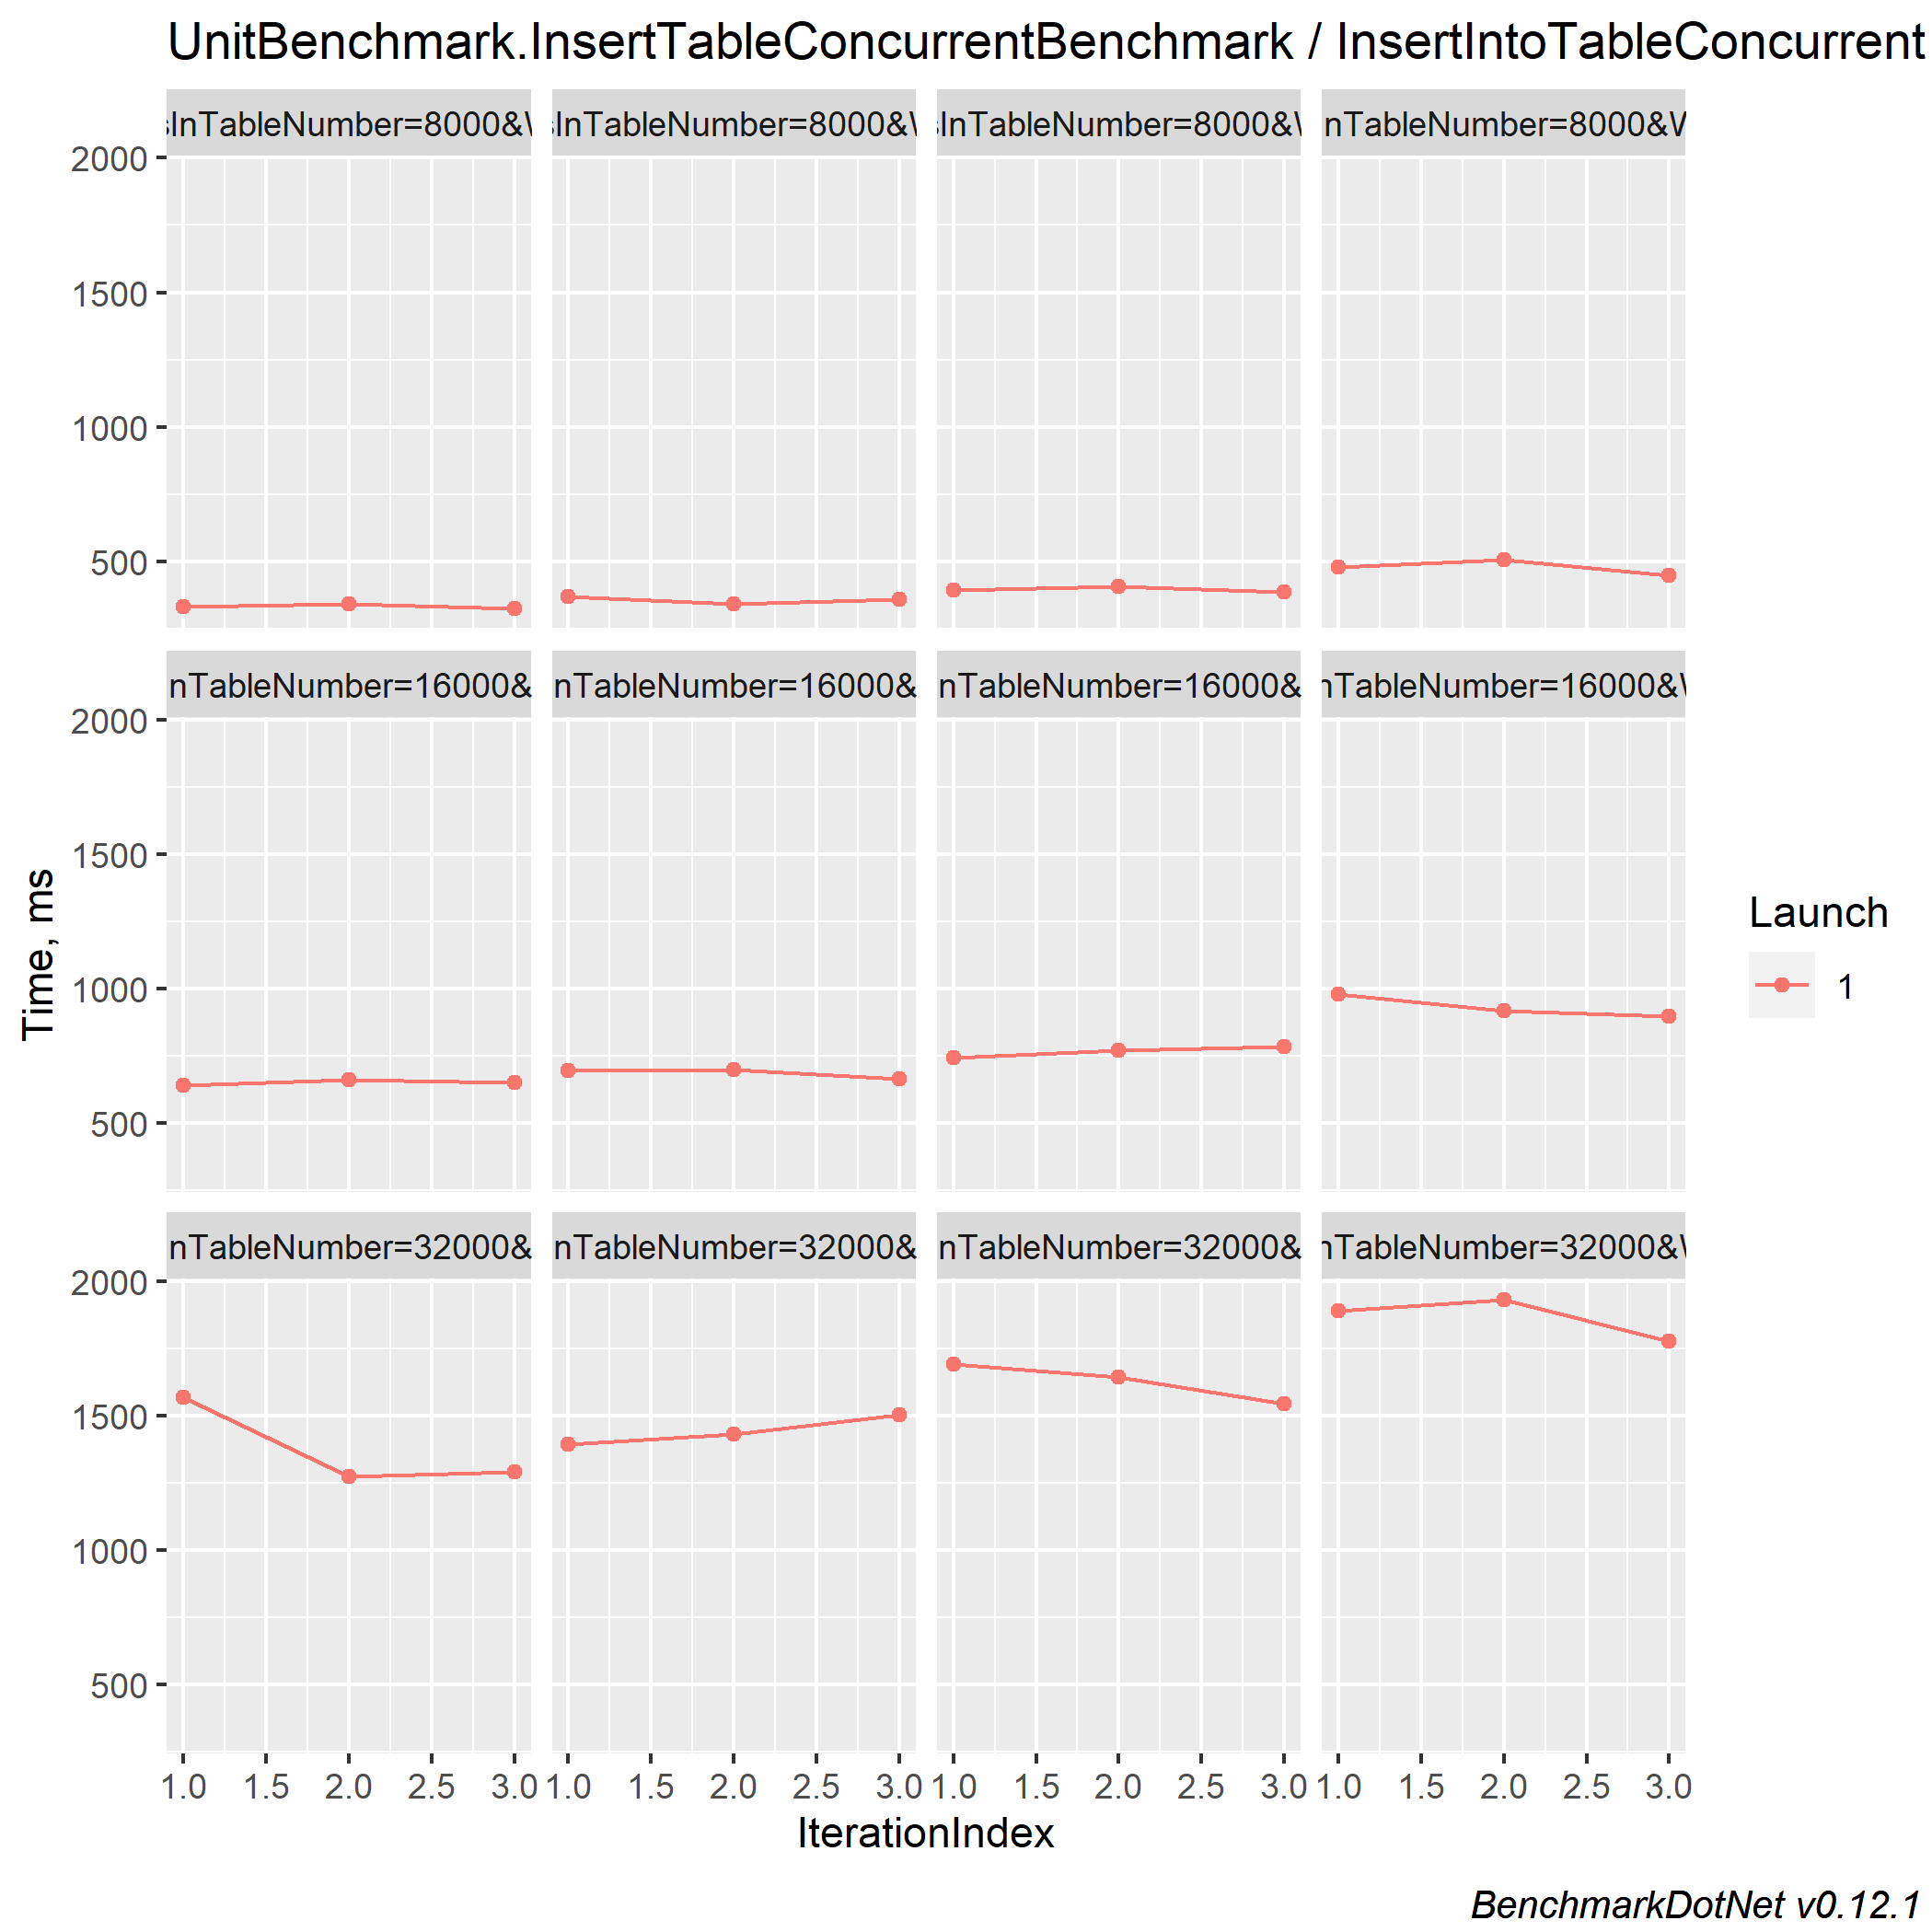 UnitBenchmark.InsertTableConcurrentBenchmark / InsertIntoTableConcurrent
InTableNumber=8000& InTableNumber=8000& InTableNumber=8000& nTableNumber=8000&
2000
1500
1000
500
nTableNumber=16000& nTableNumber=16000& nTableNumber=16000& nTableNumber=16000&
2000
1500
1000
500
nTableNumber=32000& nTableNumber=32000& nTableNumber=32000& nTableNumber=32000&
2000
1500
1000
500
1.0 1.5 2.0 2.5 3.0 1.0 1.5 2.0 2.5 3.0 1.0 1.5 2.0 2.5 3.0 1.0 1.5 2.0 2.5 3.0
IterationIndex
Time, ms
Launch
1
BenchmarkDotNet v0.12.1